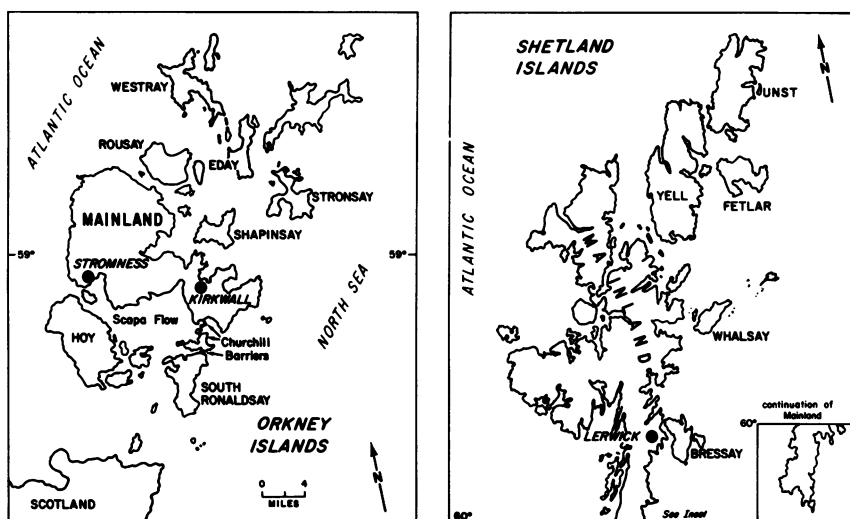 ATLANTIC OCEAN
WESTRAY
ROUSAY
EDAY
STRONSAY
MAINLAND
SHAPINSAY
59°
59°
STROMNESS
KIRKWALL
NORTH SEA
Scapa Flow
HOY
Churchill
Barriers
SOUTH
RONALDSAY
ORKNEY
ISLANDS
N
0 4
MILES
SCOTLAND
SHETLAND
ISLANDS
N
UNST
ATLANTIC OCEAN
YELL
FETLAR
MAINLAND
WHALSAY
continuation of
Mainland
60°
LERWICK
BRESSAY
60°
See Inset